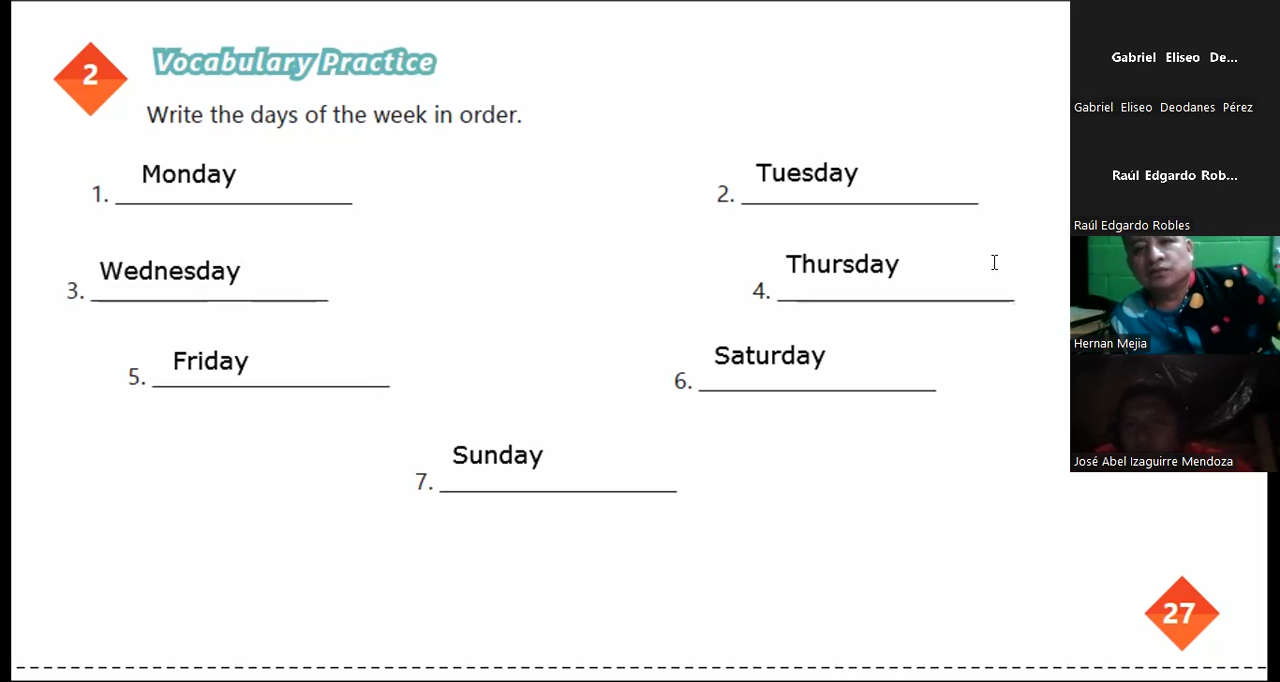 2
Vocabulary Practice
Write the days of the week in order.
1. Monday
2. Tuesday
3. Wednesday
4. Thursday
5. Friday
6. Saturday
7. Sunday
27
Gabriel Eliseo De...
Gabriel Eliseo Deodanes Pérez
Raúl Edgardo Rob...
Raúl Edgardo Robles
Hernan Mejia
José Abel Izaguirre Mendoza